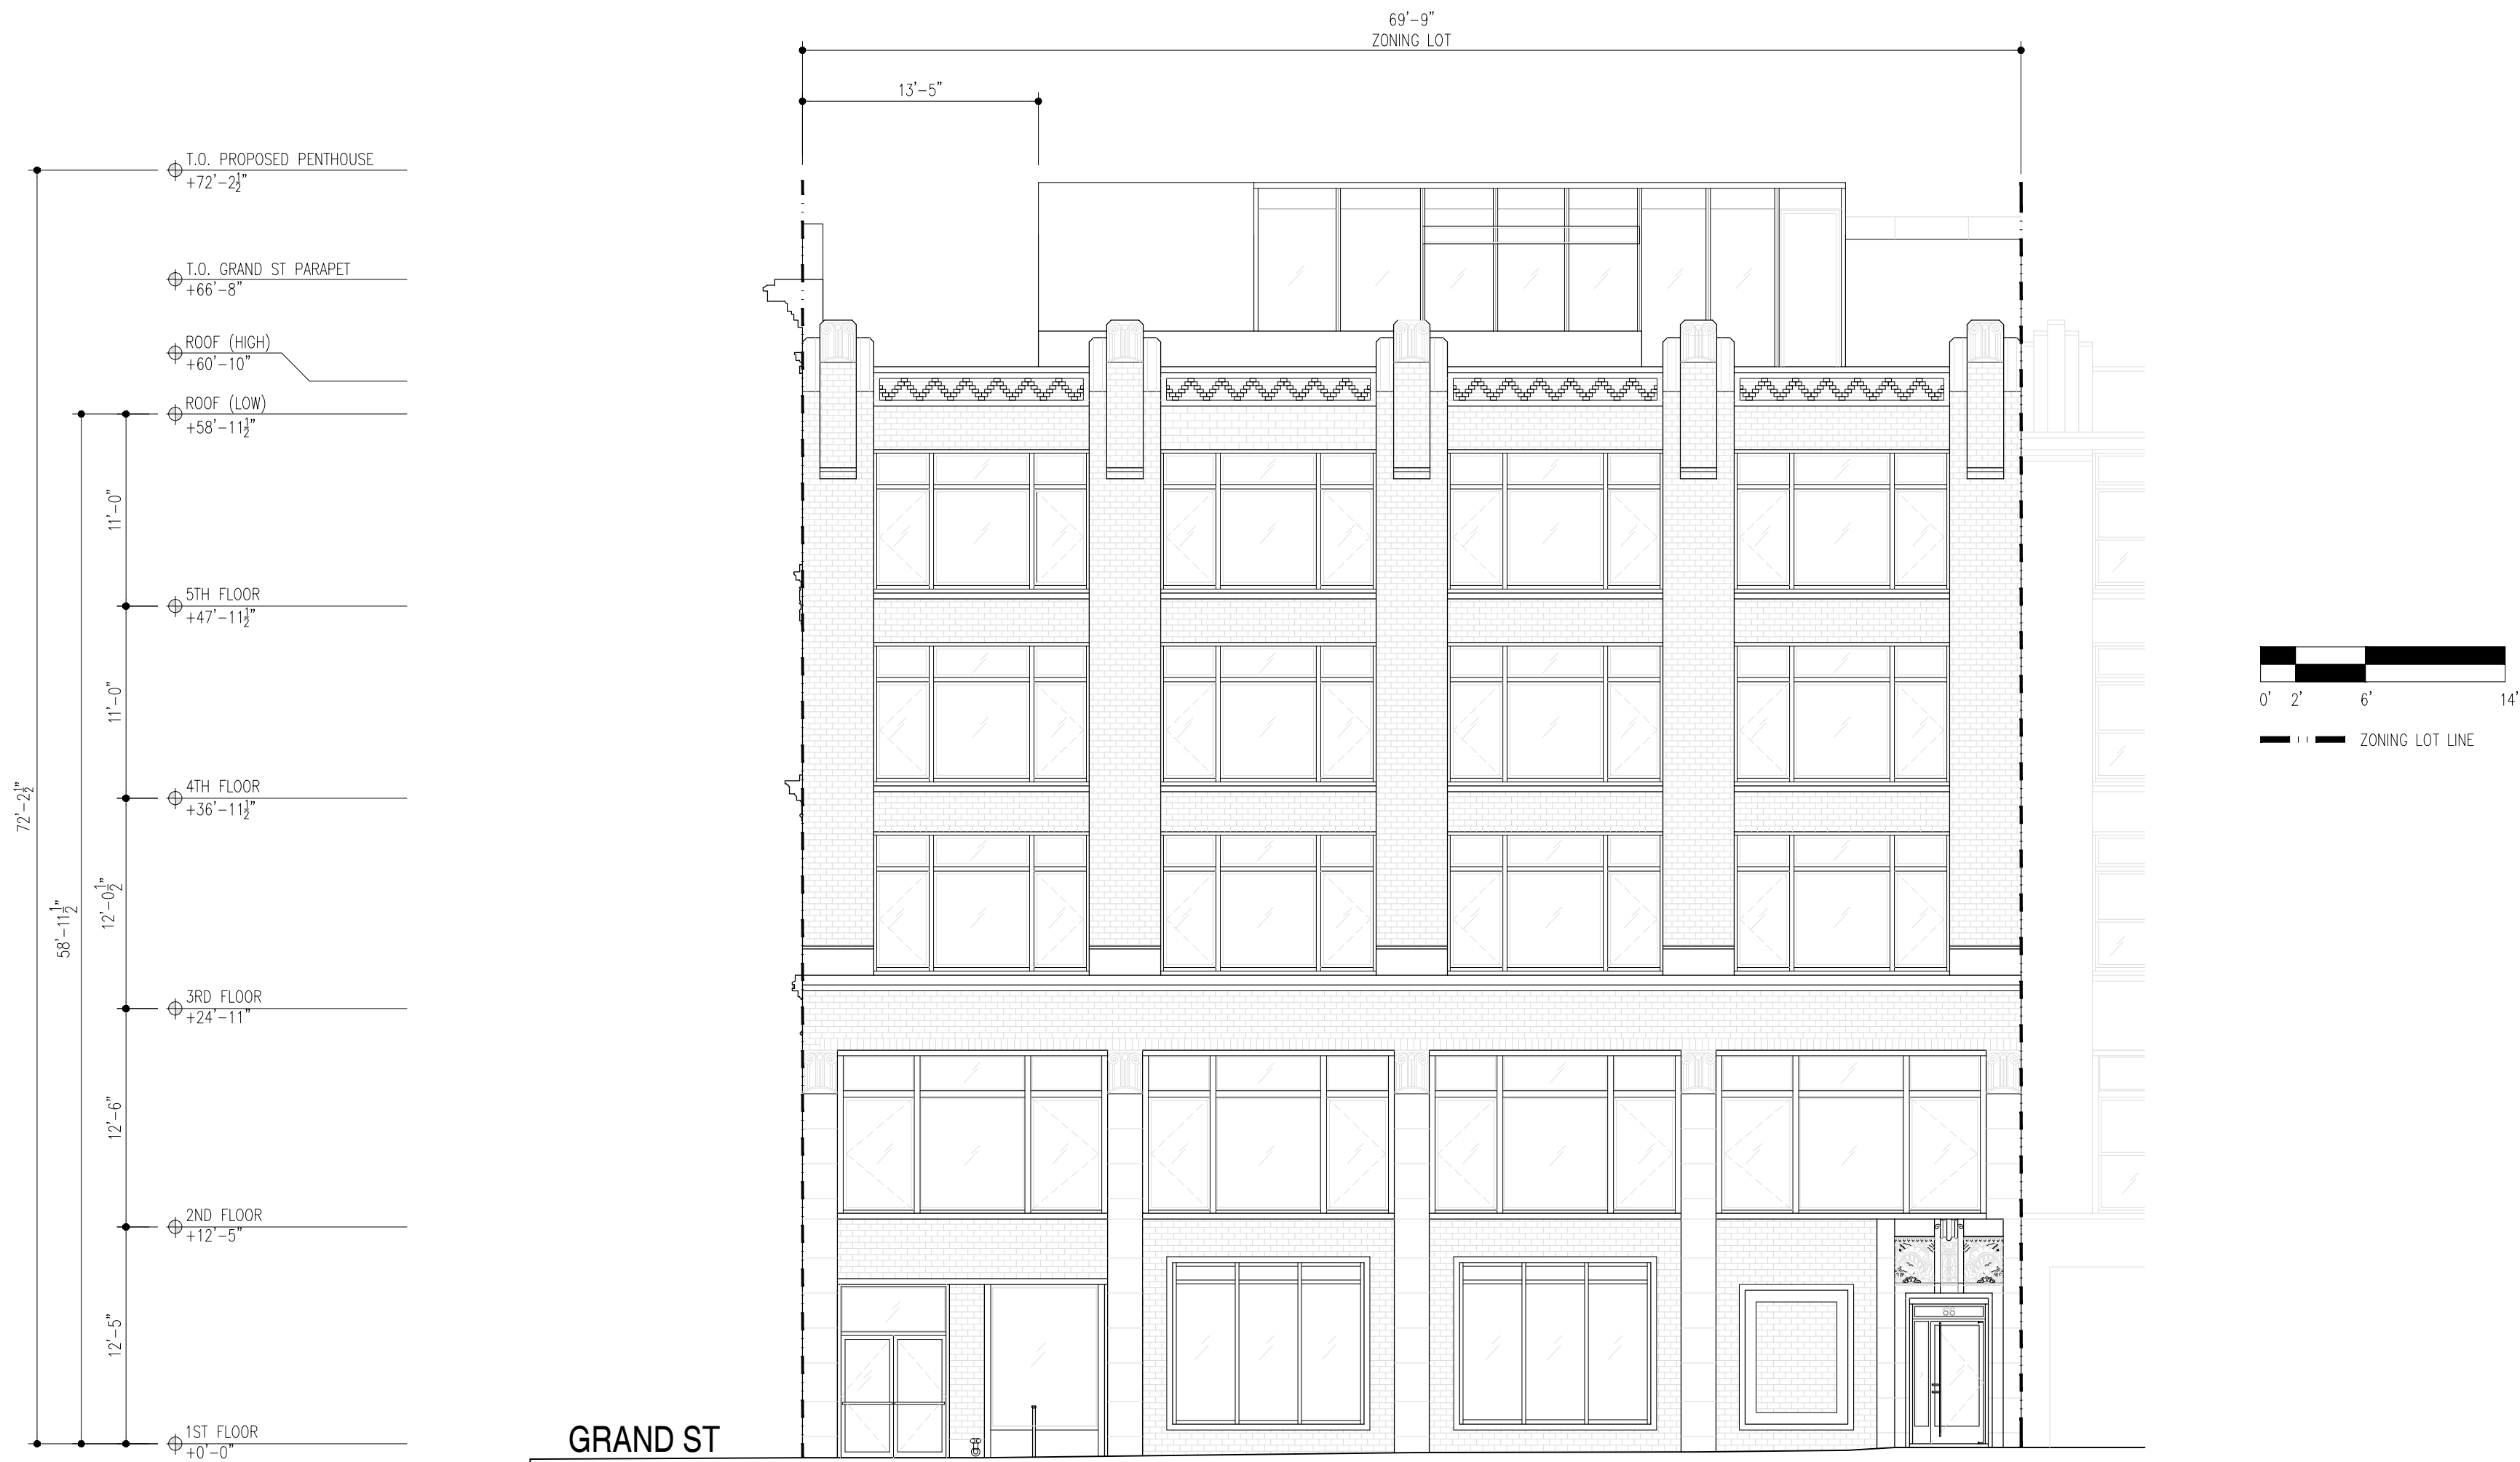 69'-9"
ZONING LOT
13'-5"
T.O. PROPOSED PENTHOUSE
+72'-2½"
T.O. GRAND ST PARAPET
+66'-8"
ROOF (HIGH)
+60'-10"
ROOF (LOW)
+58'-11½"
11'-0"
5TH FLOOR
+47'-11½"
11'-0"
4TH FLOOR
+36'-11½"
72'-2½"
58'-11½"
12'-0½"
3RD FLOOR
+24'-11"
12'-6"
2ND FLOOR
+12'-5"
12'-5"
1ST FLOOR
+0'-0"
GRAND ST
66
0' 2' 6' 14'
ZONING LOT LINE